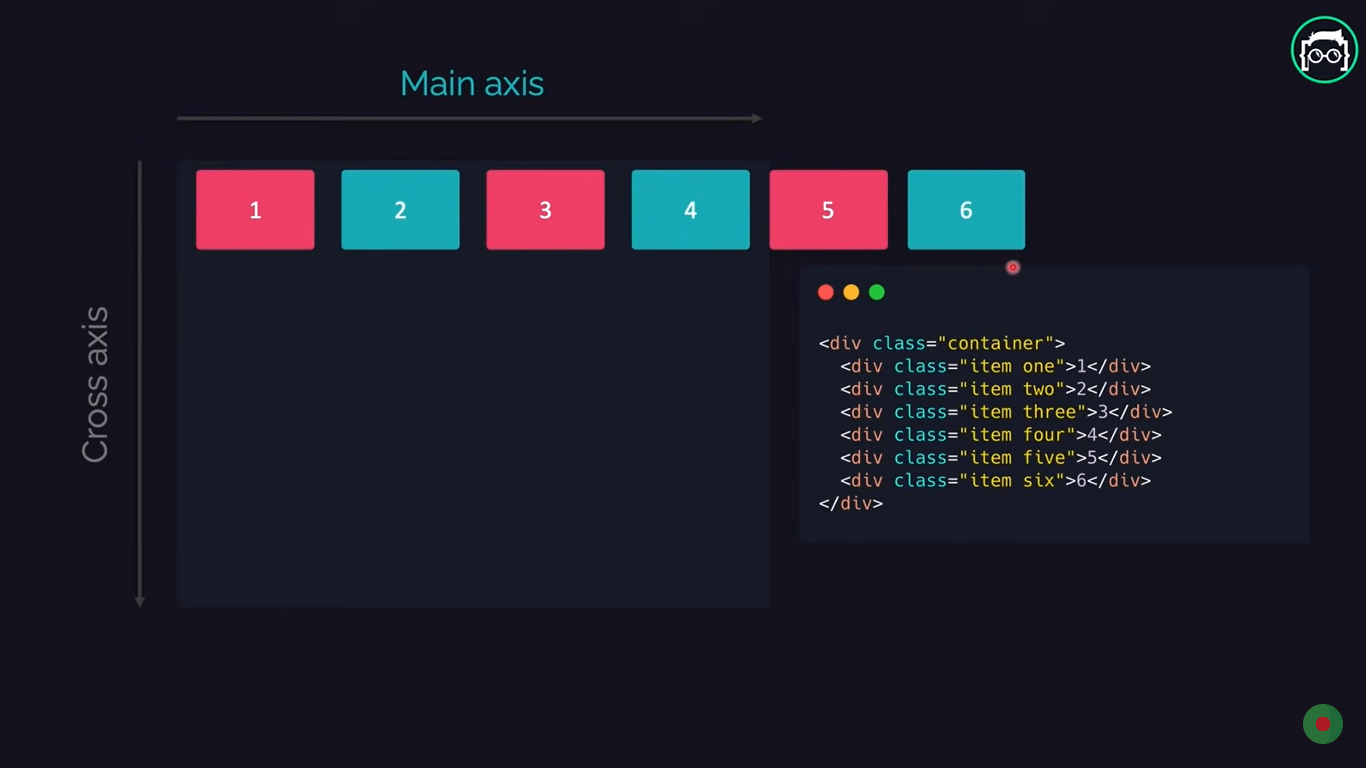 Main axis
Cross axis
1
2
3
4
5
6
<div class="container">
  <div class="item one">1</div>
  <div class="item two">2</div>
  <div class="item three">3</div>
  <div class="item four">4</div>
  <div class="item five">5</div>
  <div class="item six">6</div>
</div>